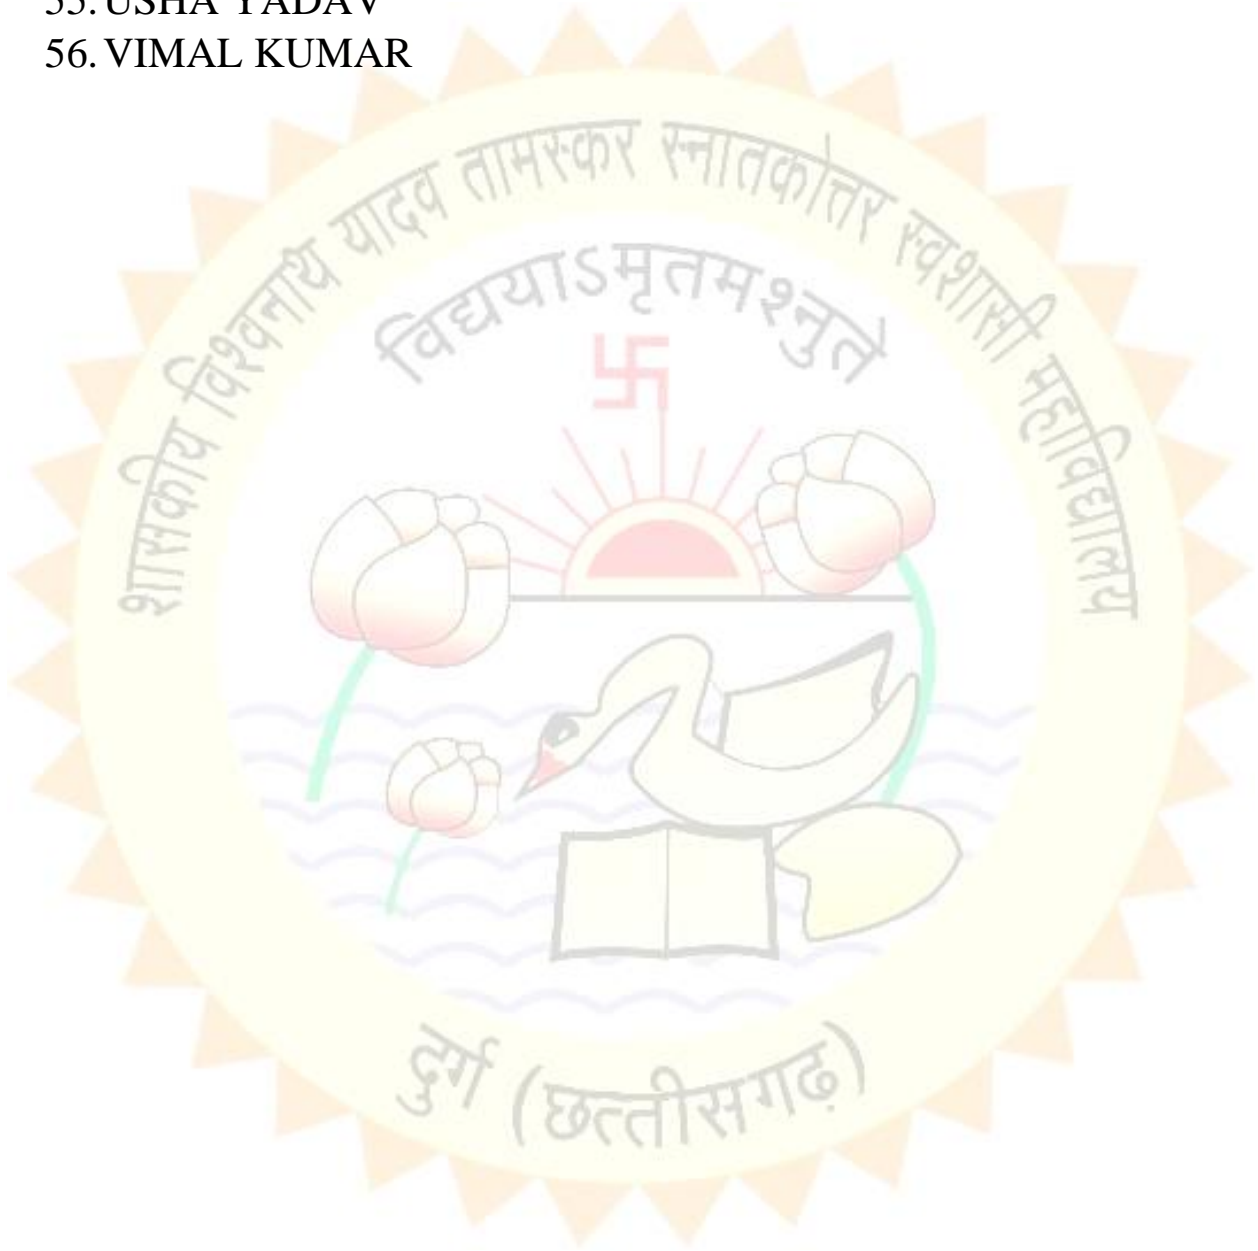 55. USHA YADAV
56. VIMAL KUMAR
शासकीय विश्वनाथ यादव तामस्कर स्नातकोत्तर स्वशासी महाविद्यालय
विद्ययाऽमृतमश्नुते
दुर्ग (छत्तीसगढ़)